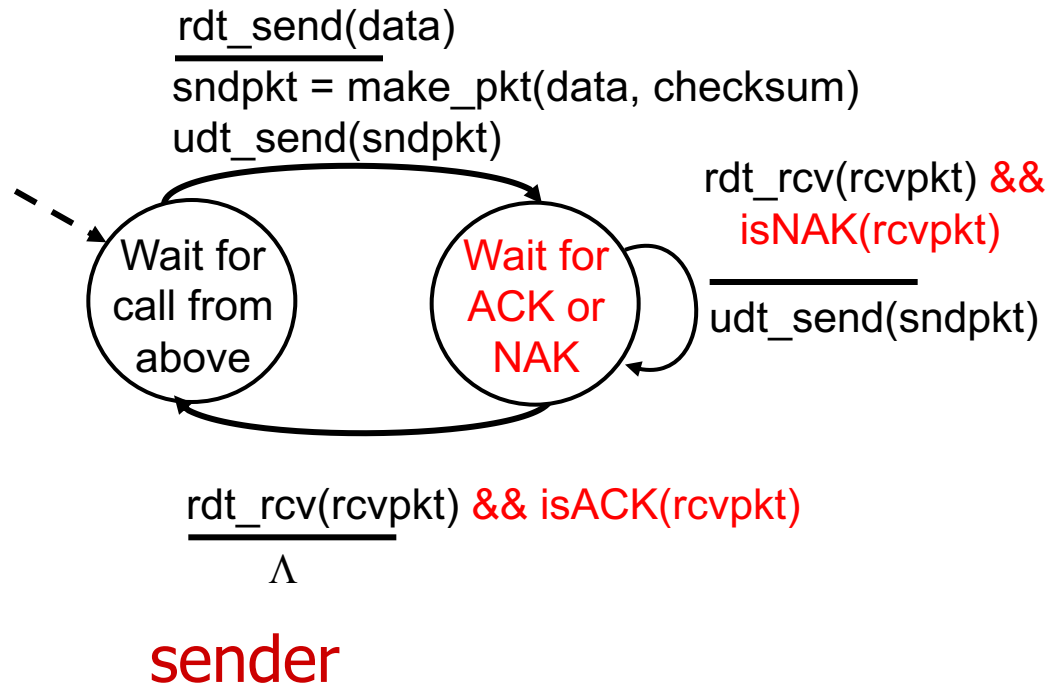 rdt_send(data)
sndpkt = make_pkt(data, checksum)
udt_send(sndpkt)
rdt_rcv(rcvpkt) &&
isNAK(rcvpkt)
udt_send(sndpkt)
Wait for
call from
above
Wait for
ACK or
NAK
rdt_rcv(rcvpkt) && isACK(rcvpkt)
Λ
sender